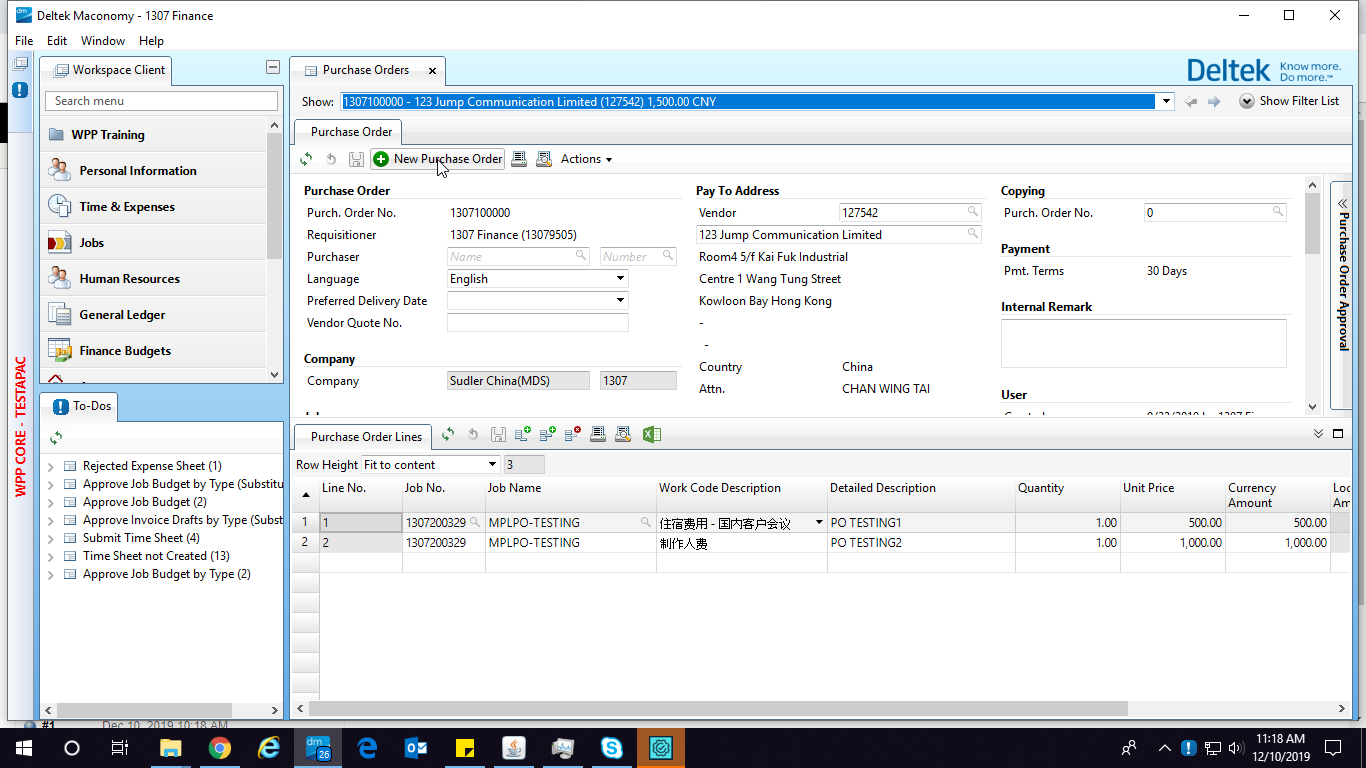 Deltek Maconomy - 1307 Finance
File Edit Window Help
Workspace Client
Search menu
WPP Training
Personal Information
Time & Expenses
Jobs
Human Resources
General Ledger
Finance Budgets
WPP CORE - TESTAPAC
To-Dos
Rejected Expense Sheet (1)
Approve Job Budget by Type (Substitu
Approve Job Budget (2)
Approve Invoice Drafts by Type (Subst
Submit Time Sheet (4)
Time Sheet not Created (13)
Approve Job Budget by Type (2)
Purchase Orders
Deltek Know more. Do more.™
Show: 1307100000 - 123 Jump Communication Limited (127542) 1,500.00 CNY
Show Filter List
Purchase Order
New Purchase Order Actions
Purchase Order
Purch. Order No. 1307100000
Requisitioner 1307 Finance (13079505)
Purchaser Name Number
Language English
Preferred Delivery Date
Vendor Quote No.
Company
Company Sudler China(MDS) 1307
Pay To Address
Vendor 127542
123 Jump Communication Limited
Room4 5/f Kai Fuk Industrial
Centre 1 Wang Tung Street
Kowloon Bay Hong Kong
-
-
Country China
Attn. CHAN WING TAI
Copying
Purch. Order No. 0
Payment
Pmt. Terms 30 Days
Internal Remark
User
Purchase Order Approval
Purchase Order Lines
Row Height Fit to content 3
Line No. Job No. Job Name Work Code Description Detailed Description Quantity Unit Price Currency Amount Loc Am
1 1 1307200329 MPLPO-TESTING 住宿费用 - 国内客户会议 PO TESTING1 1.00 500.00 500.00
2 2 1307200329 MPLPO-TESTING 制作人费 PO TESTING2 1.00 1,000.00 1,000.00
#1 Dec 10, 2019 10:18 AM
dm 26
11:18 AM
12/10/2019